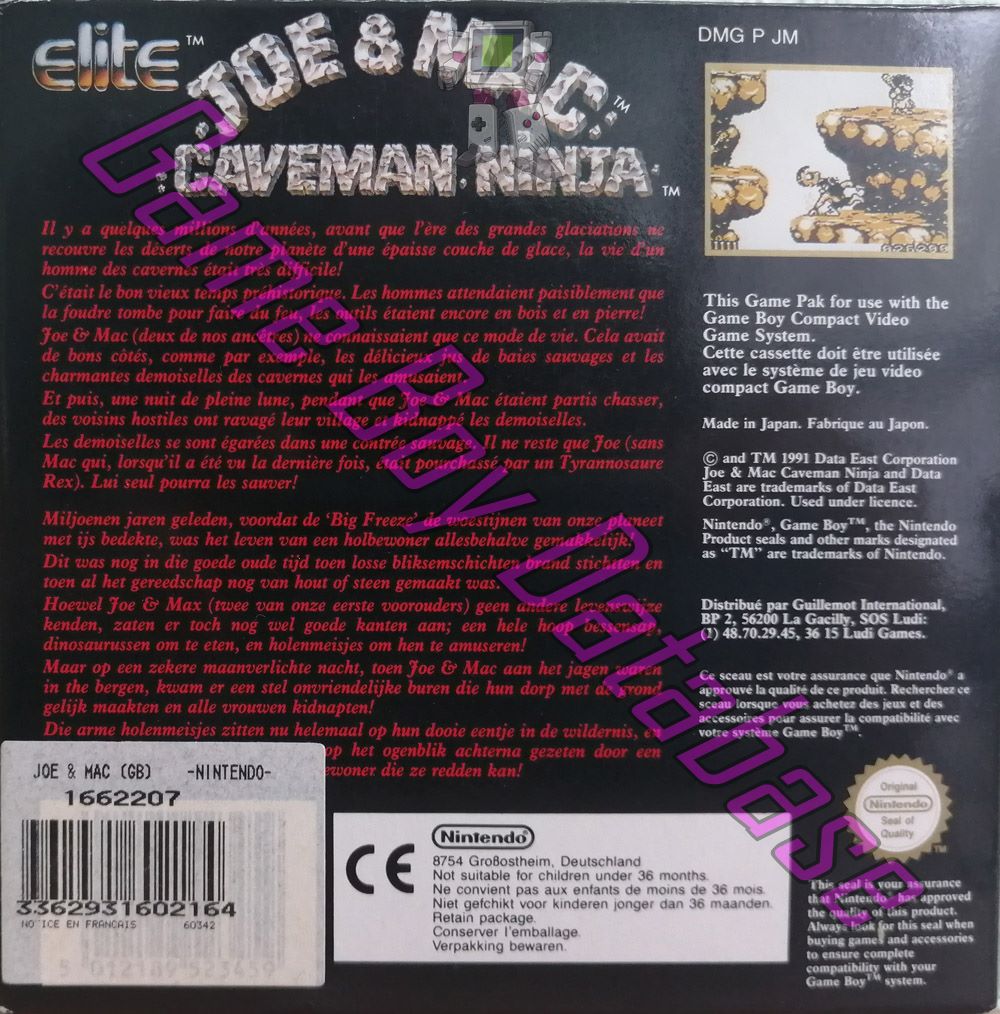 elite™
JOE & MAC™
CAVEMAN NINJA™
Il y a quelques millions d'années, avant que l'ère des grandes glaciations ne
recouvre les déserts de notre planète d'une épaisse couche de glace, la vie d'un
homme des cavernes était très difficile!
C'était le bon vieux temps préhistorique. Les hommes attendaient paisiblement que
la foudre tombe pour faire du feu, les outils étaient encore en bois et en pierre!
Joe & Mac (deux de nos ancêtres) ne connaissaient que ce mode de vie. Cela avait
de bons côtés, comme par exemple, les délicieux jus de baies sauvages et les
charmantes demoiselles des cavernes qui les amusaient.
Et puis, une nuit de pleine lune, pendant que Joe & Mac étaient partis chasser,
des voisins hostiles ont ravagé leur village et kidnappé les demoiselles.
Les demoiselles se sont égarées dans une contrée sauvage. Il ne reste que Joe (sans
Mac qui, lorsqu'il a été vu la dernière fois, était pourchassé par un Tyrannosaure
Rex). Lui seul pourra les sauver!
Miljoenen jaren geleden, voordat de 'Big Freeze' de woestijnen van onze planeet
met ijs bedekte, was het leven van een holbewoner allesbehalve gemakkelijk!
Dit was nog in die goede oude tijd toen losse bliksemschichten brand stichtten en
toen al het gereedschap nog van hout of steen gemaakt was.
Hoewel Joe & Max (twee van onze eerste voorouders) geen andere levenswijze
kenden, zaten er toch nog wel goede kanten aan; een hele hoop bessensap,
dinosaurussen om te eten, en holenmeisjes om hen te amuseren!
Maar op een zekere maanverlichte nacht, toen Joe & Mac aan het jagen waren
in the bergen, kwam er een stel onvriendelijke buren die hun dorp met de grond
gelijk maakten en alle vrouwen kidnapten!
Die arme holenmeisjes zitten nu helemaal op hun dooie eentje in de wildernis, en
op het ogenblik achterna gezeten door een
ewoner die ze redden kan!
JOE & MAC (GB) -NINTENDO-
1662207
3362931602164
NOTICE EN FRANCAIS 60342
5 012189 523459
Nintendo®
8754 Großostheim, Deutschland
Not suitable for children under 36 months.
Ne convient pas aux enfants de moins de 36 mois.
Niet gefchikt voor kinderen jonger dan 36 maanden.
Retain package.
Conserver l'emballage.
Verpakking bewaren.
CE
DMG P JM
026299
This Game Pak for use with the
Game Boy Compact Video
Game System.
Cette cassette doit être utilisée
avec le système de jeu video
compact Game Boy.
Made in Japan. Fabrique au Japon.
© and TM 1991 Data East Corporation
Joe & Mac Caveman Ninja and Data
East are trademarks of Data East
Corporation. Used under licence.
Nintendo®, Game Boy™, the Nintendo
Product seals and other marks designated
as “TM” are trademarks of Nintendo.
Distribué par Guillemot International,
BP 2, 56200 La Gacilly, SOS Ludi:
(1) 48.70.29.45, 36 15 Ludi Games.
Ce sceau est votre assurance que Nintendo® a
approuvé la qualité de ce produit. Recherchez ce
sceau lorsque vous achetez des jeux et des
accessoires pour assurer la compatibilité avec
votre système Game Boy™.
Original
Nintendo
Seal of
Quality
TM
This seal is your assurance
that Nintendo® has approved
the quality of this product.
Always look for this seal when
buying games and accessories
to ensure complete
compatibility with your
Game Boy™ system.
Game Boy Database